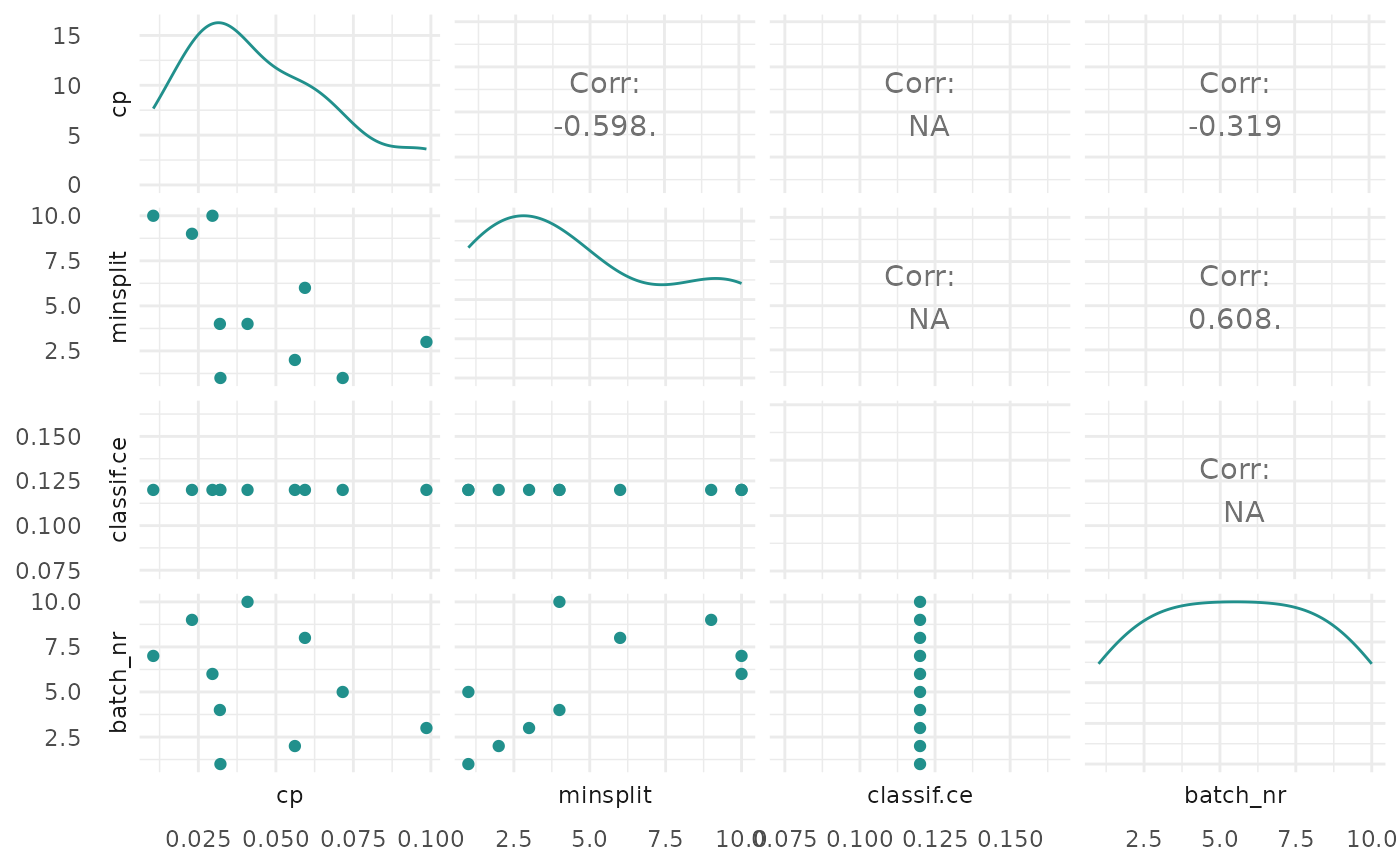 15
10
5
0
cp
Corr:
-0.598.
Corr:
NA
Corr:
-0.319
10.0
7.5
5.0
2.5
minsplit
Corr:
NA
Corr:
0.608.
0.150
0.125
0.100
0.075
classif.ce
Corr:
NA
10.0
7.5
5.0
2.5
batch_nr
cp minsplit classif.ce batch_nr
0.025 0.050 0.075 0.100 2.5 5.0 7.5 10.0 0.075 0.100 0.125 0.150 2.5 5.0 7.5 10.0